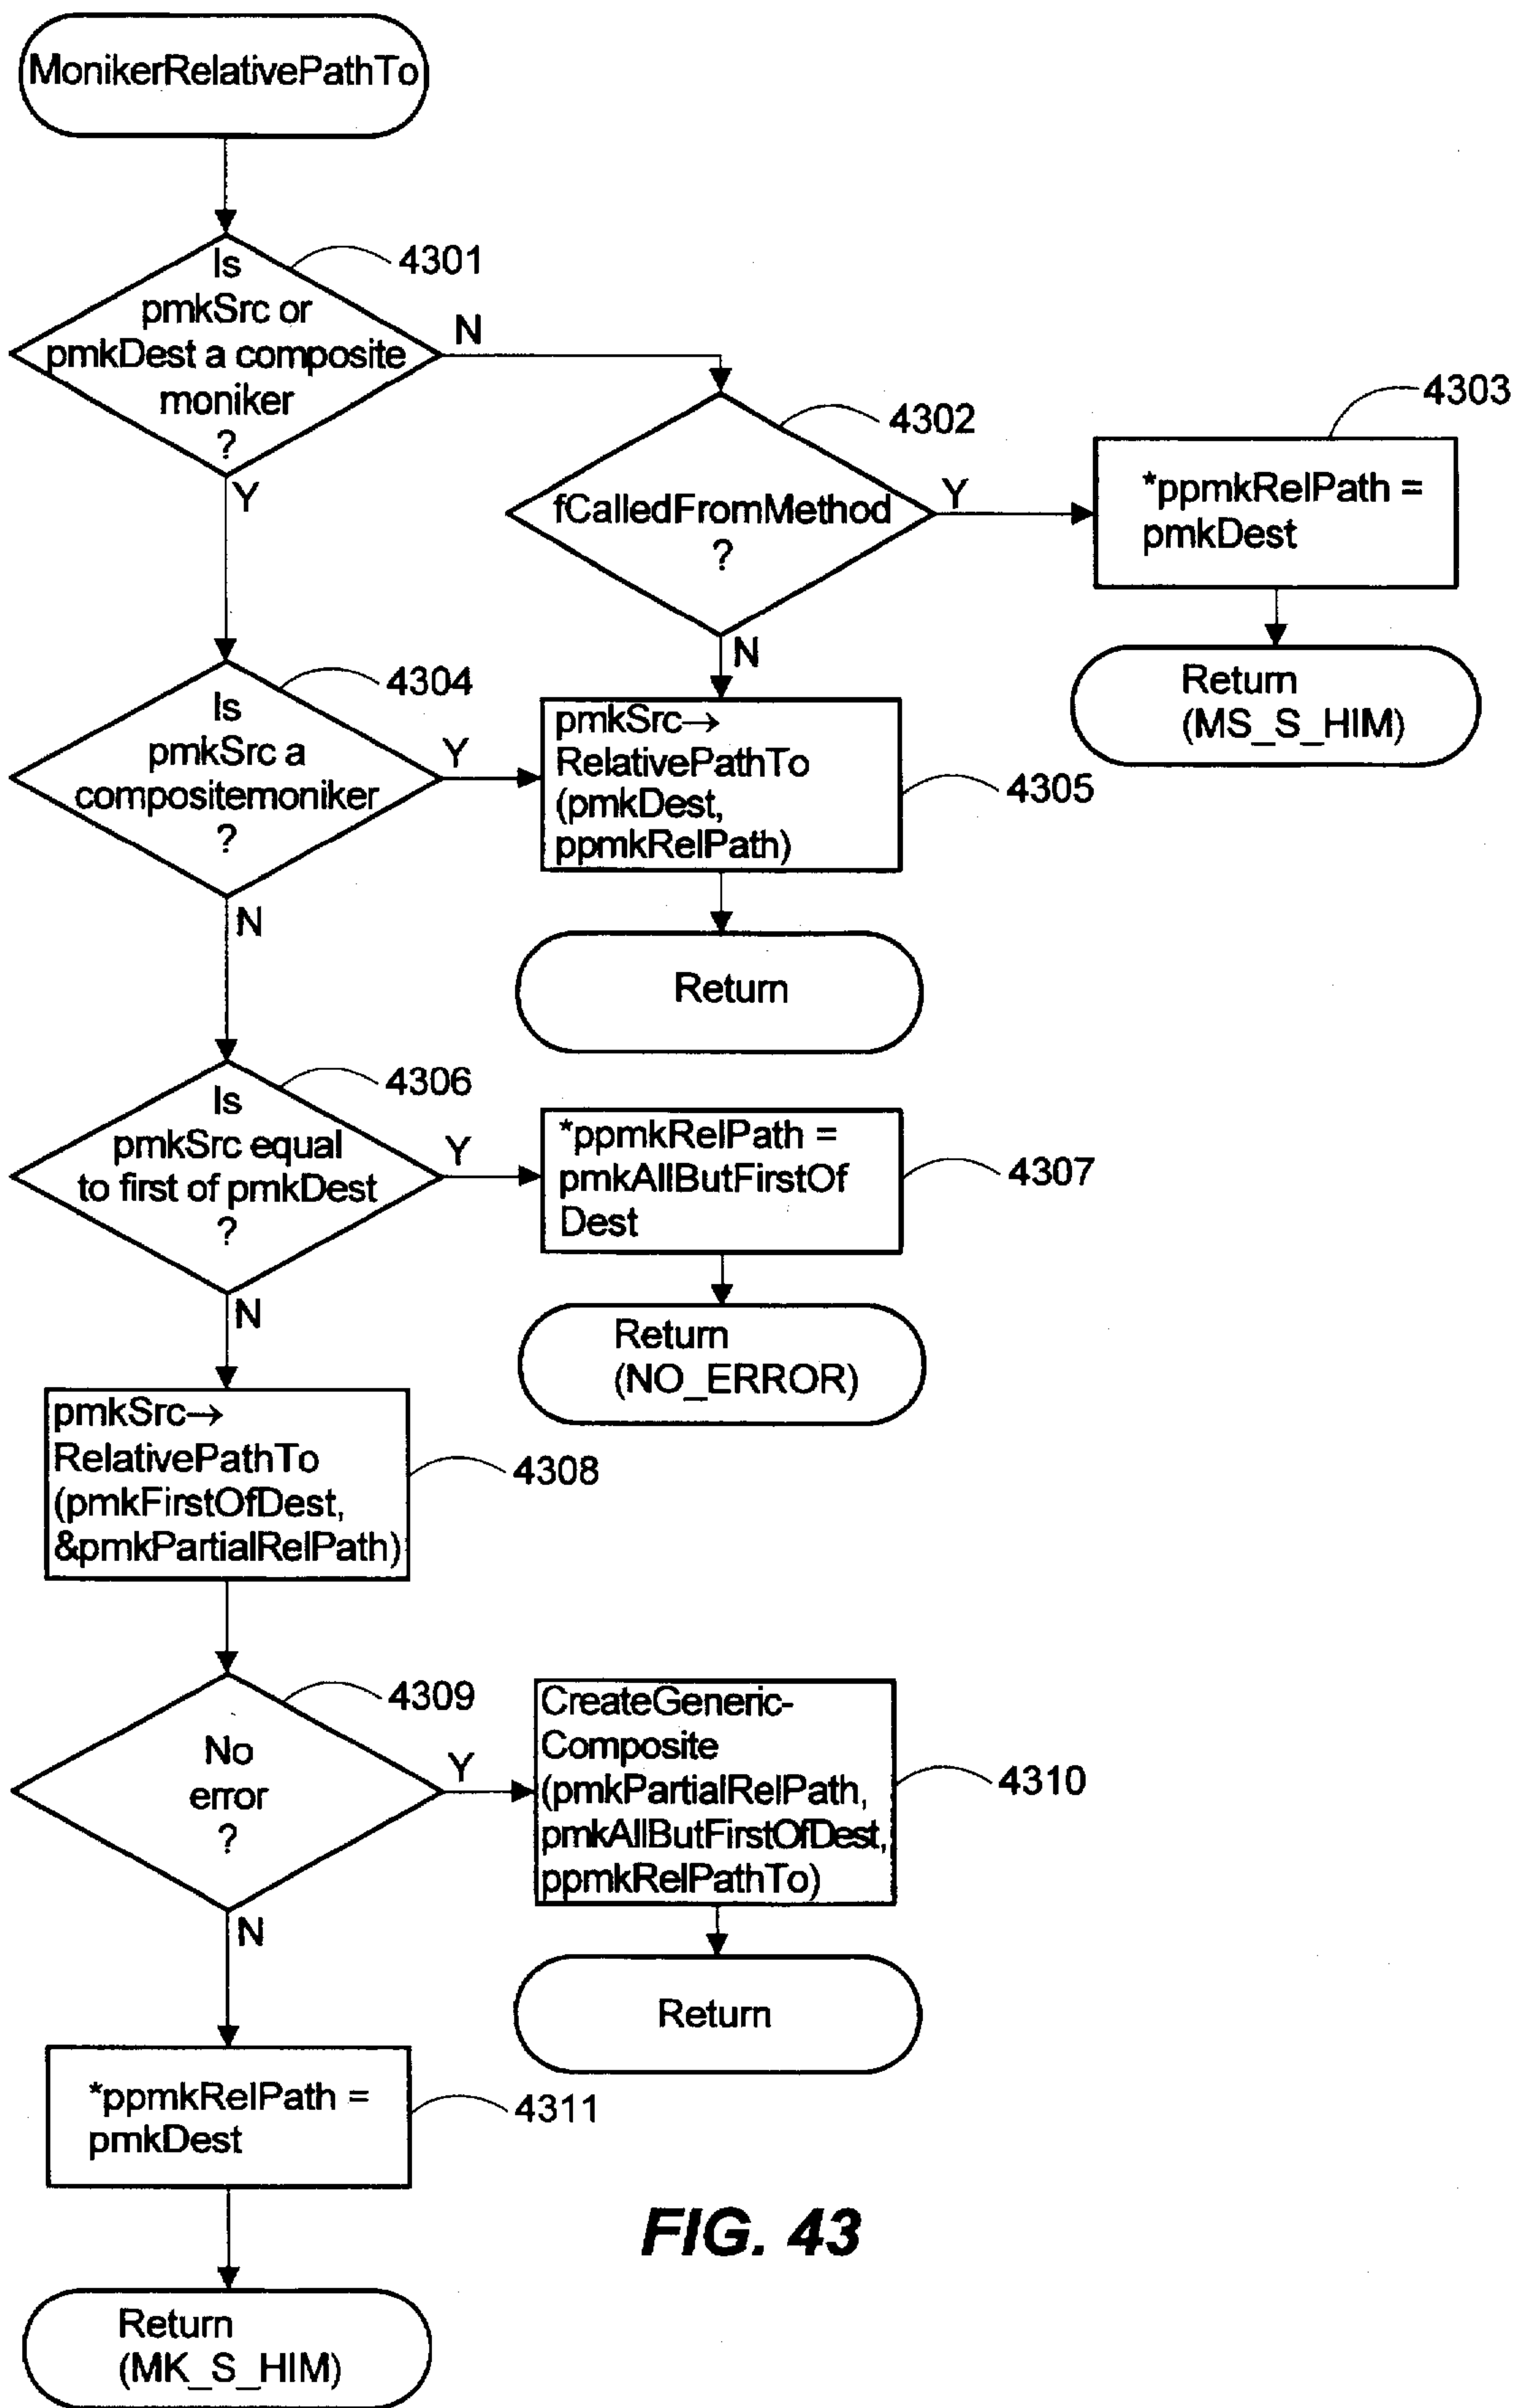 MonikerRelativePathTo
Is
pmkSrc or
pmkDest a composite
moniker
?
4301
N
Y
fCalledFromMethod
?
4302
Y
N
*ppmkRelPath =
pmkDest
4303
Return
(MS_S_HIM)
Is
pmkSrc a
compositemoniker
?
4304
Y
N
pmkSrc→
RelativePathTo
(pmkDest,
ppmkRelPath)
4305
Return
Is
pmkSrc equal
to first of pmkDest
?
4306
Y
N
*ppmkRelPath =
pmkAllButFirstOf
Dest
4307
Return
(NO_ERROR)
pmkSrc→
RelativePathTo
(pmkFirstOfDest,
&pmkPartialRelPath)
4308
No
error
?
4309
Y
N
CreateGeneric-
Composite
(pmkPartialRelPath,
pmkAllButFirstOfDest,
ppmkRelPathTo)
4310
Return
*ppmkRelPath =
pmkDest
4311
Return
(MK_S_HIM)
FIG. 43